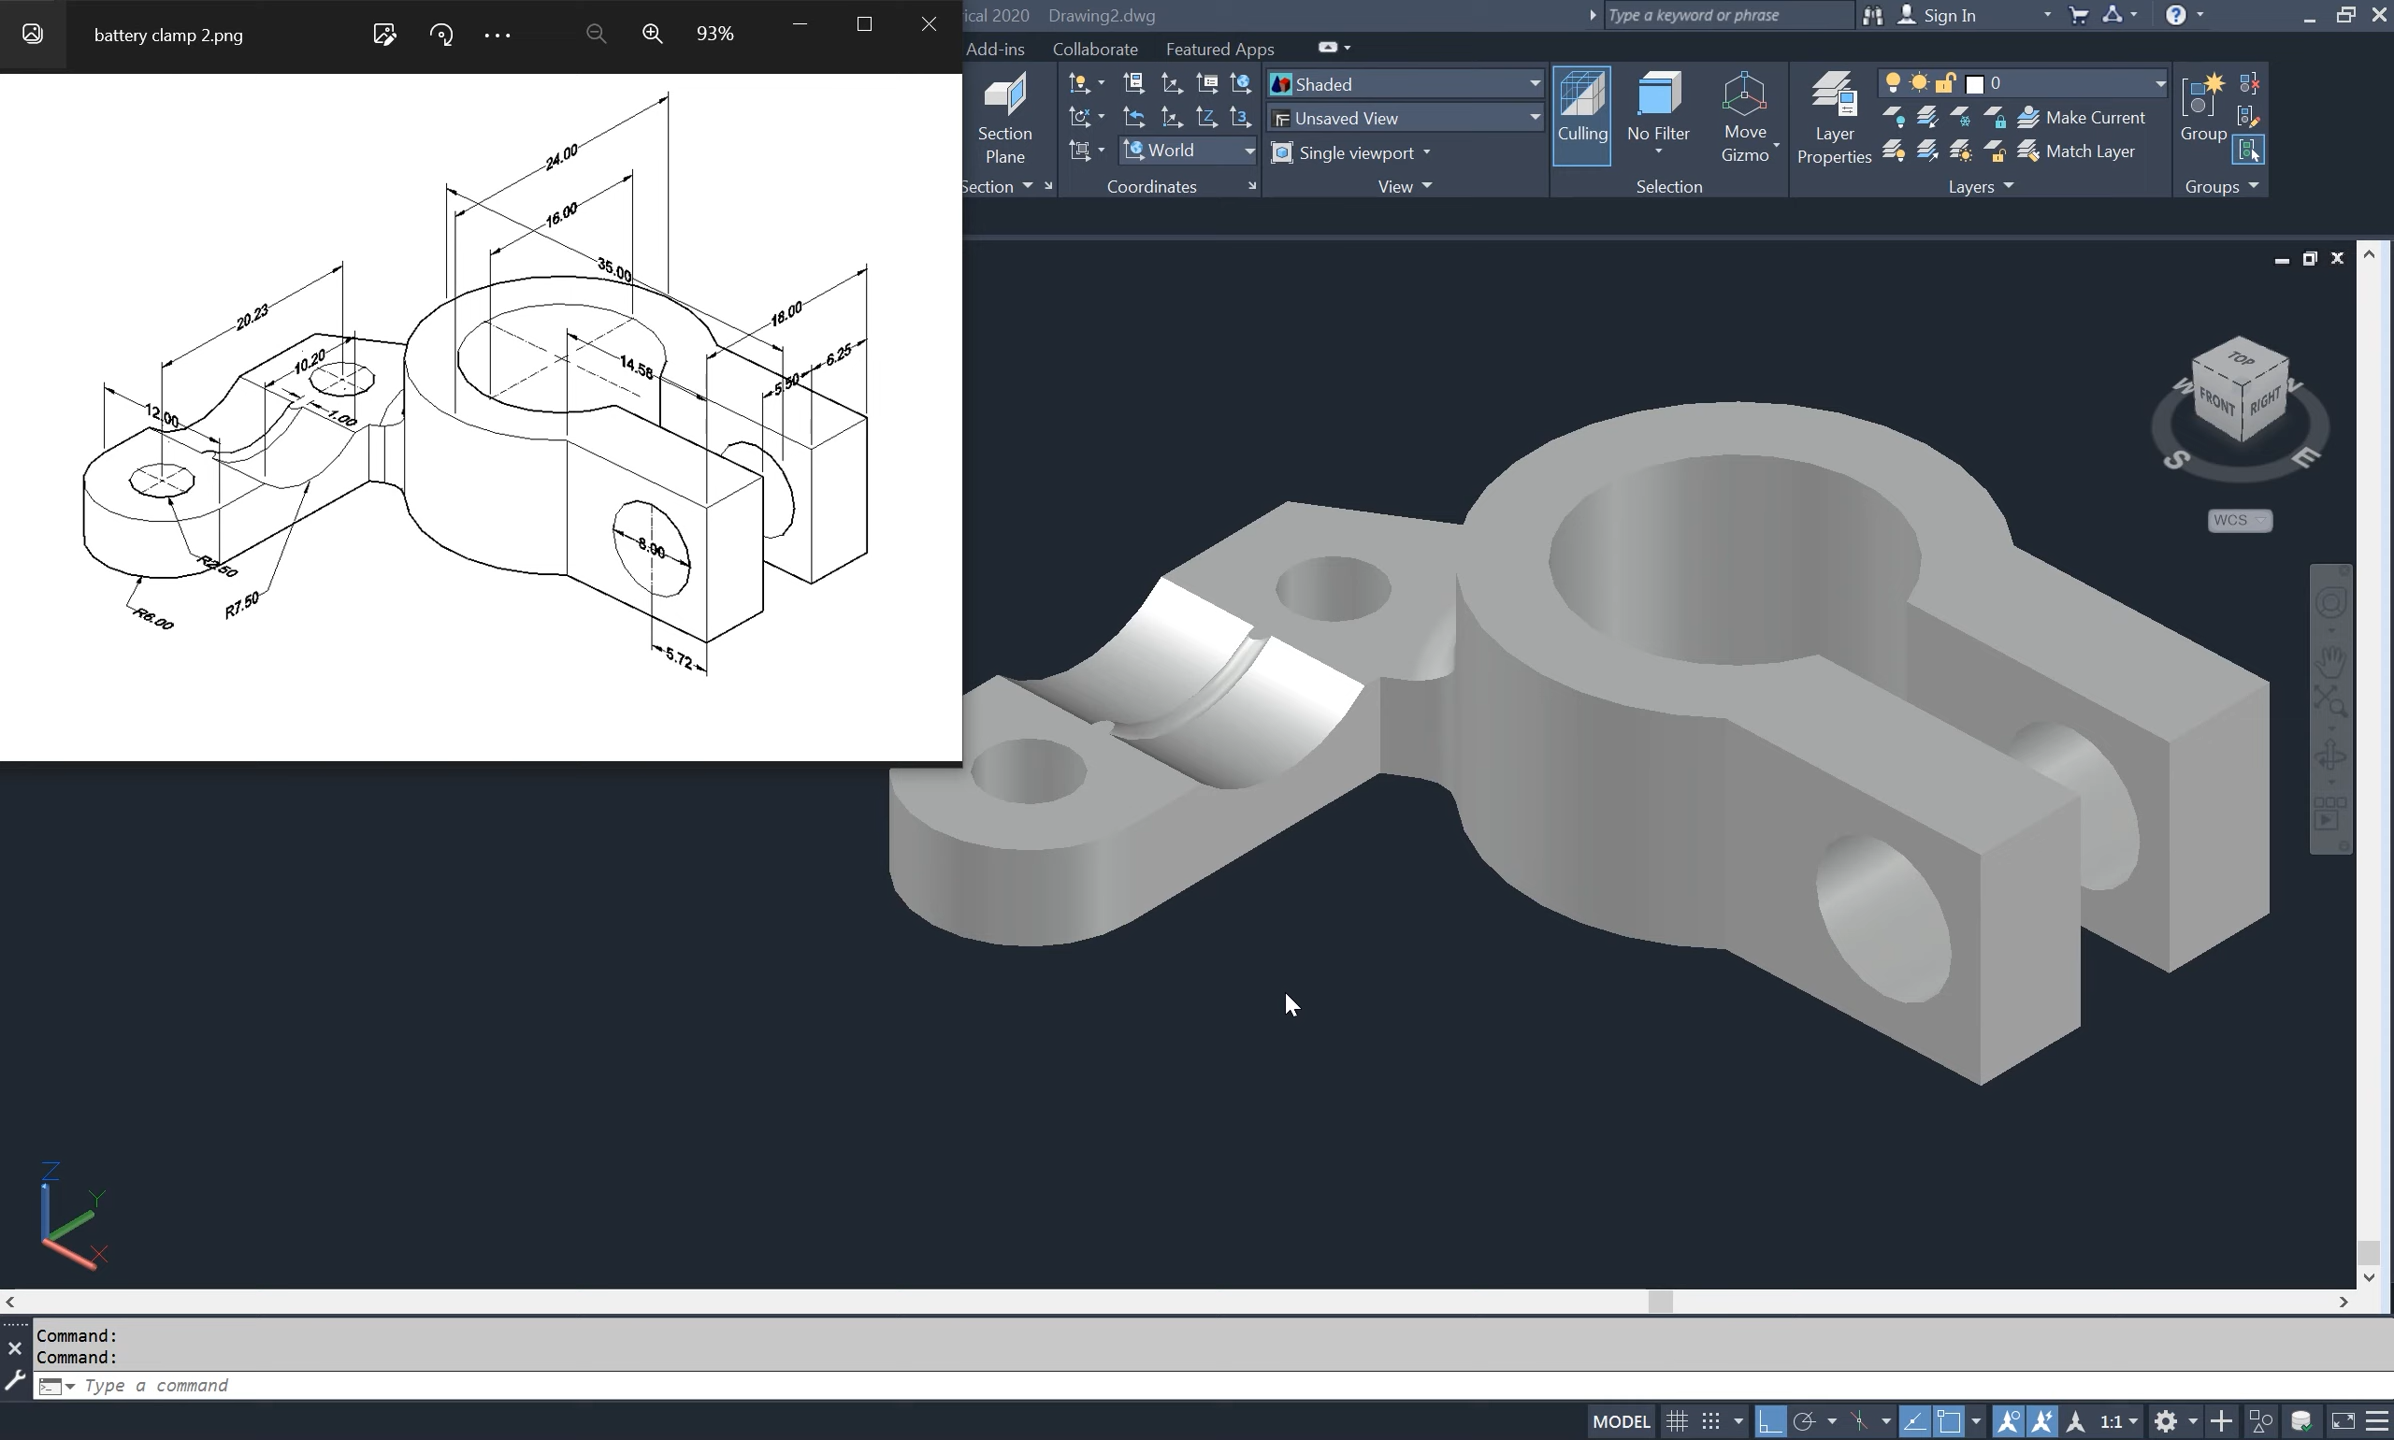 battery clamp 2.png
93%
ical 2020 Drawing2.dwg
Type a keyword or phrase
Sign In
Add-ins Collaborate Featured Apps
Section
Plane
Section
World
Coordinates
Shaded
Unsaved View
Single viewport
View
Culling
No Filter
Move
Gizmo
Selection
Layer
Properties
0
Make Current
Match Layer
Layers
Group
Groups
24.00
16.00
35.00
20.23
18.00
6.25
10.20
14.58
5.50
12.00
1.00
8.00
R2.50
R7.50
R6.00
5.72
TOP
FRONT
RIGHT
W
N
S
E
WCS
Z
Y
X
Command:
Command:
Type a command
MODEL
1:1